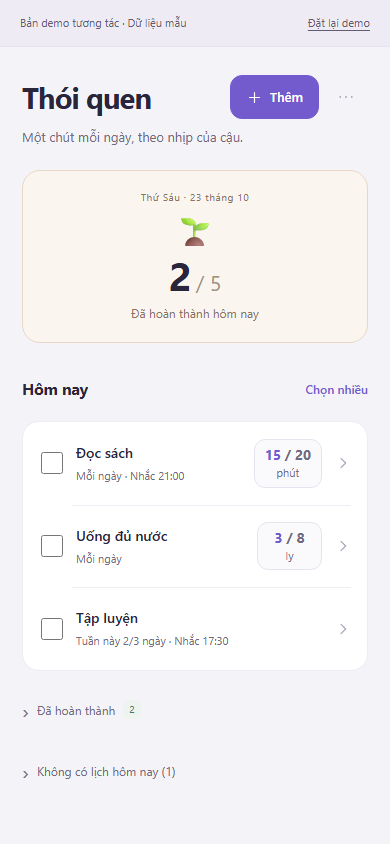 Bản demo tương tác · Dữ liệu mẫu
Đặt lại demo
Thói quen
+ Thêm
...
Một chút mỗi ngày, theo nhịp của cậu.
Thứ Sáu · 23 tháng 10
2 / 5
Đã hoàn thành hôm nay
Hôm nay
Chọn nhiều
Đọc sách
Mỗi ngày · Nhắc 21:00
15 / 20
phút
Uống đủ nước
Mỗi ngày
3 / 8
ly
Tập luyện
Tuần này 2/3 ngày · Nhắc 17:30
Đã hoàn thành 2
Không có lịch hôm nay (1)